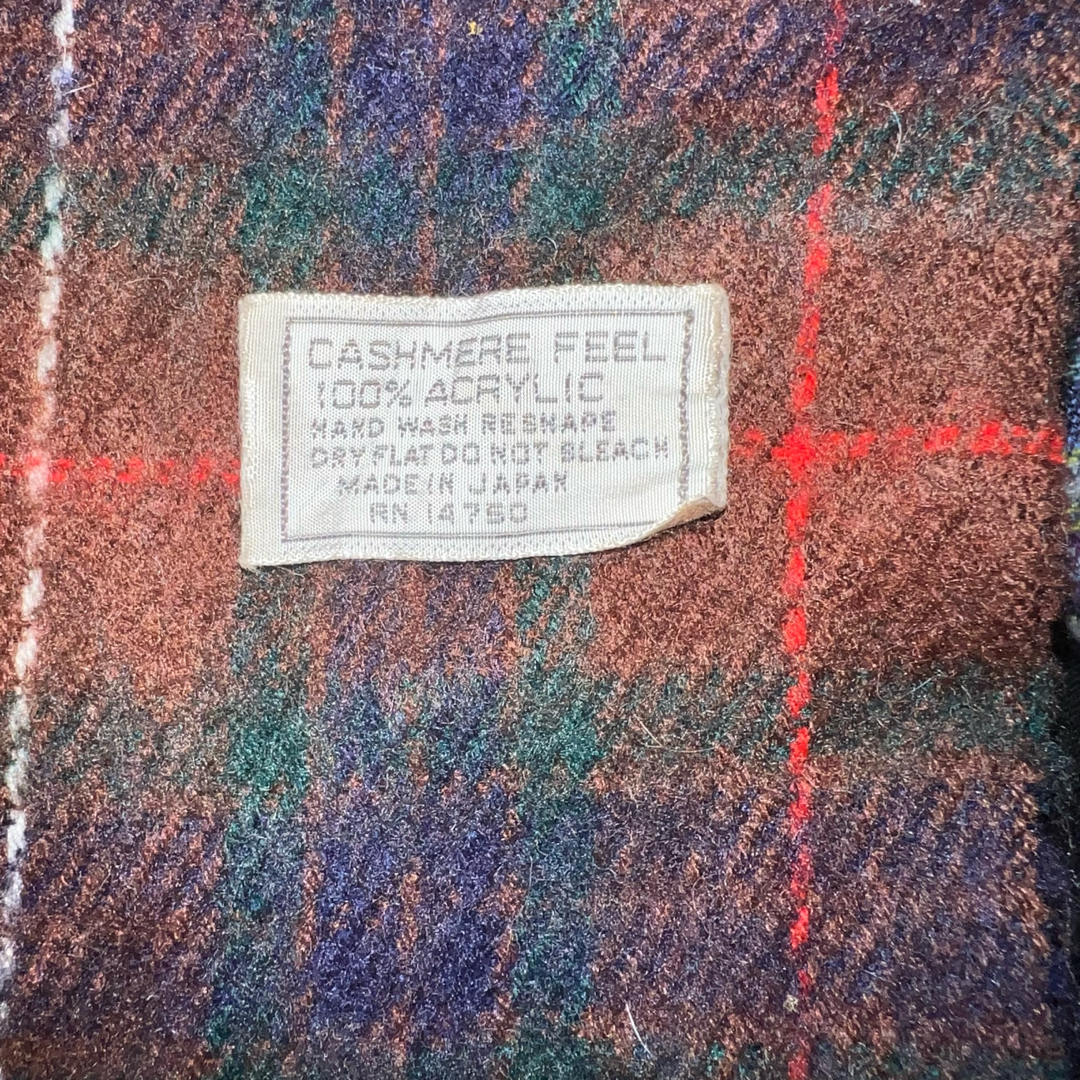 CASHMERE FEEL
100% ACRYLIC
HAND WASH RESHAPE
DRY FLAT DO NOT BLEACH
MADE IN JAPAN
RN 14760